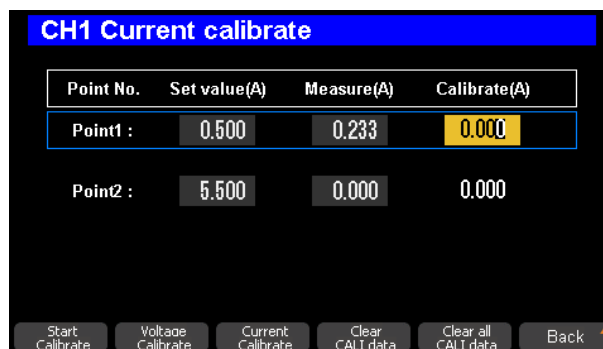 CH1 Current calibrate
Point No. Set value(A) Measure(A) Calibrate(A)
Point1 : 0.500 0.233 0.000
Point2 : 5.500 0.000 0.000
Start Voltage Current Clear Clear all Back
Calibrate Calibrate Calibrate CALI data CALI data